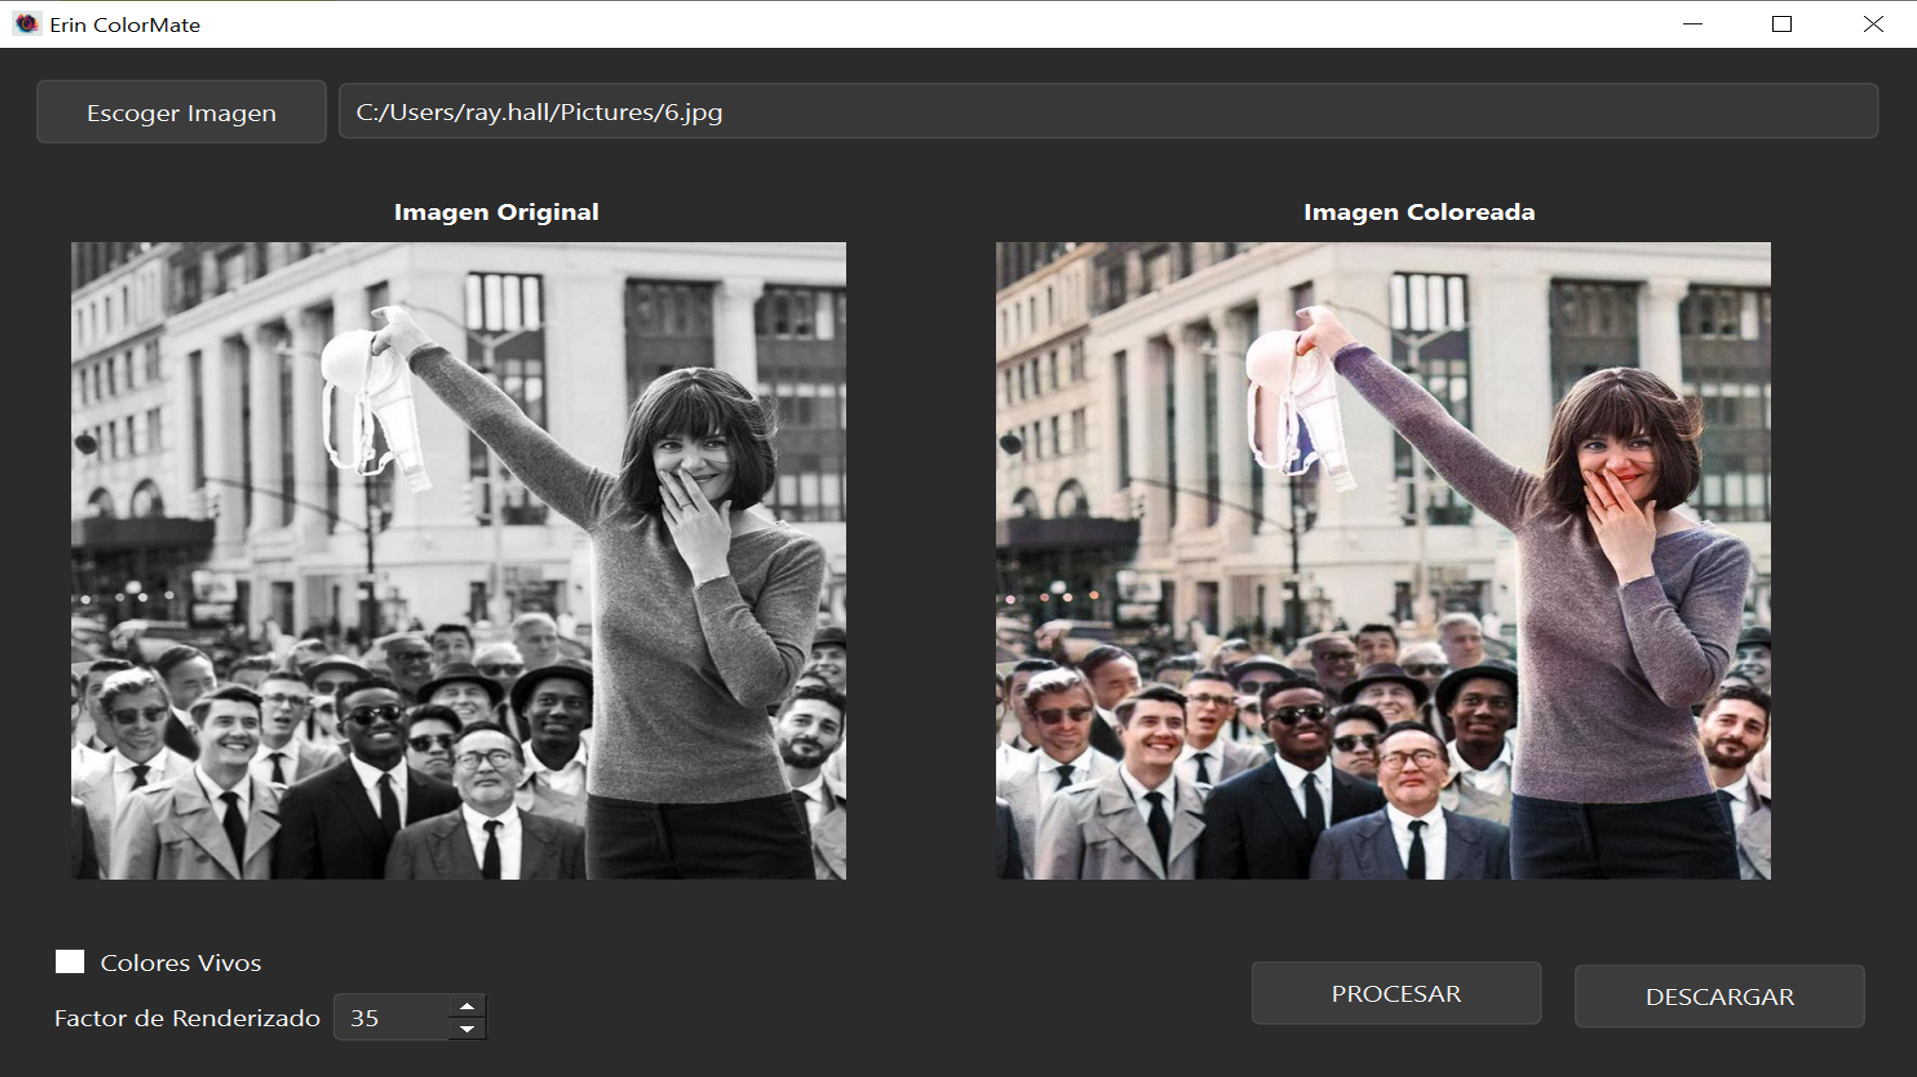 Erin ColorMate
Escoger Imagen
C:/Users/ray.hall/Pictures/6.jpg
Imagen Original
Imagen Coloreada
Colores Vivos
Factor de Renderizado
35
PROCESAR
DESCARGAR